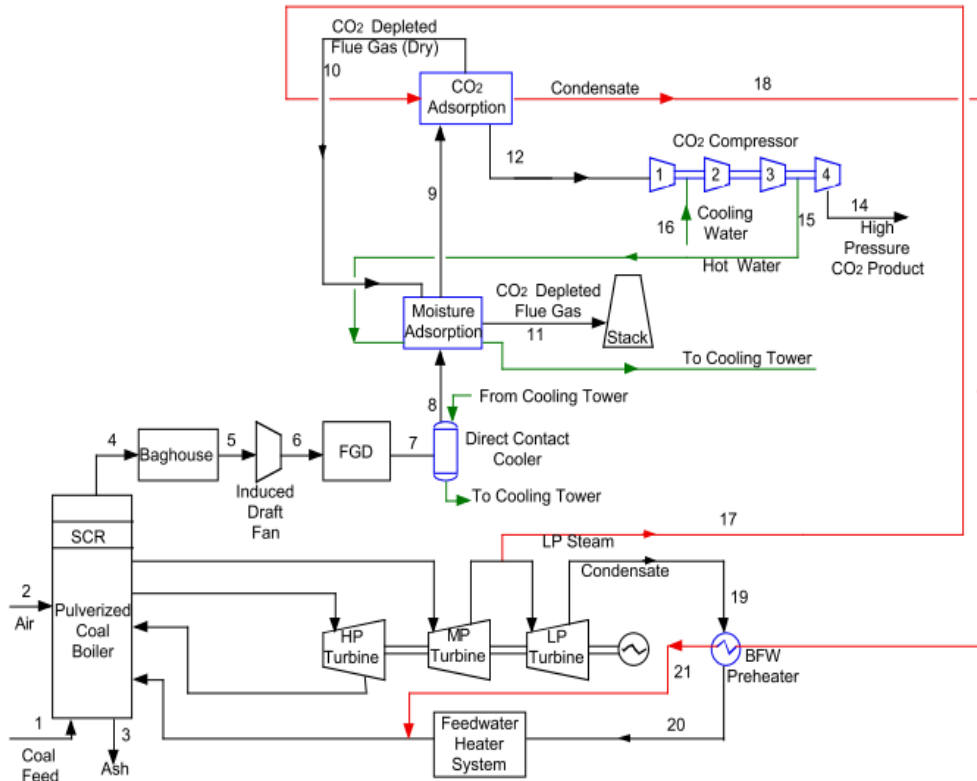 CO2 Depleted
Flue Gas (Dry)
10
CO2
Adsorption
Condensate
18
12
CO2 Compressor
1
2
3
4
9
16
Cooling
Water
15
14
High
Pressure
CO2 Product
Hot Water
CO2 Depleted
Flue Gas
Moisture
Adsorption
11
Stack
To Cooling Tower
8
From Cooling Tower
4
5
6
7
Baghouse
FGD
Direct Contact
Cooler
Induced
Draft
Fan
To Cooling Tower
17
SCR
LP Steam
Condensate
2
Air
Pulverized
Coal
Boiler
19
HP
Turbine
MP
Turbine
LP
Turbine
21
BFW
Preheater
1
3
Feedwater
Heater
System
20
Coal
Feed
Ash